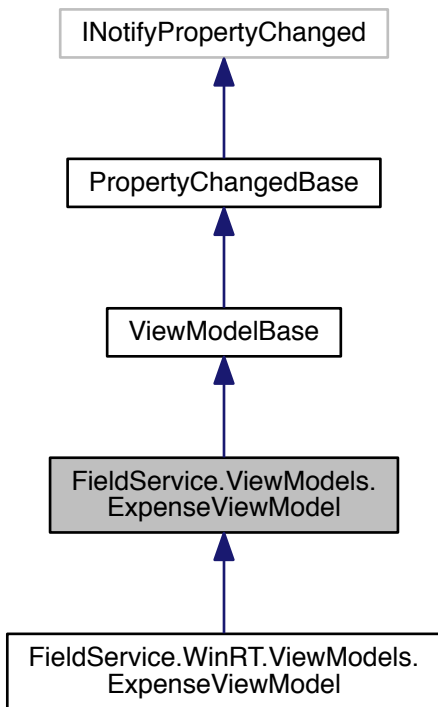 INotifyPropertyChanged
PropertyChangedBase
ViewModelBase
FieldService.ViewModels.
ExpenseViewModel
FieldService.WinRT.ViewModels.
ExpenseViewModel